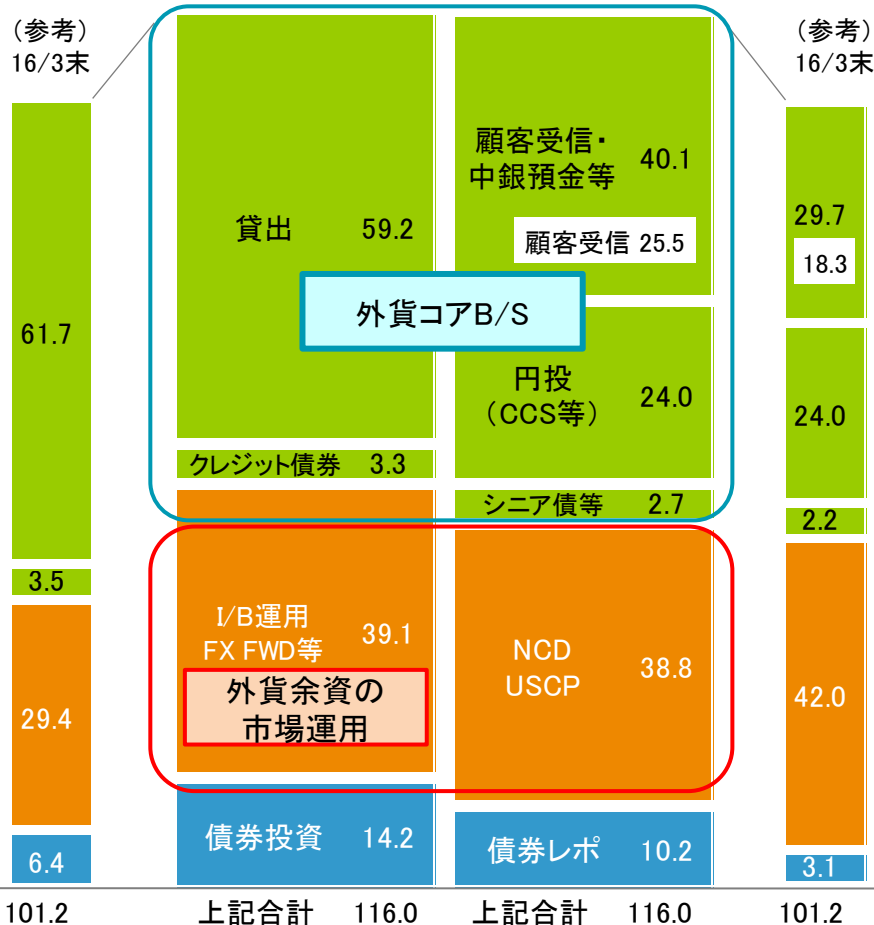 (参考)
16/3末
61.7
3.5
29.4
6.4
101.2
貸出 59.2
クレジット債券 3.3
I/B運用
FX FWD等 39.1
外貨余資の
市場運用
債券投資 14.2
上記合計 116.0
外貨コアB/S
顧客受信・
中銀預金等 40.1
顧客受信 25.5
円投
(CCS等) 24.0
シニア債等 2.7
NCD
USCP 38.8
債券レポ 10.2
上記合計 116.0
(参考)
16/3末
29.7
18.3
24.0
2.2
42.0
3.1
101.2